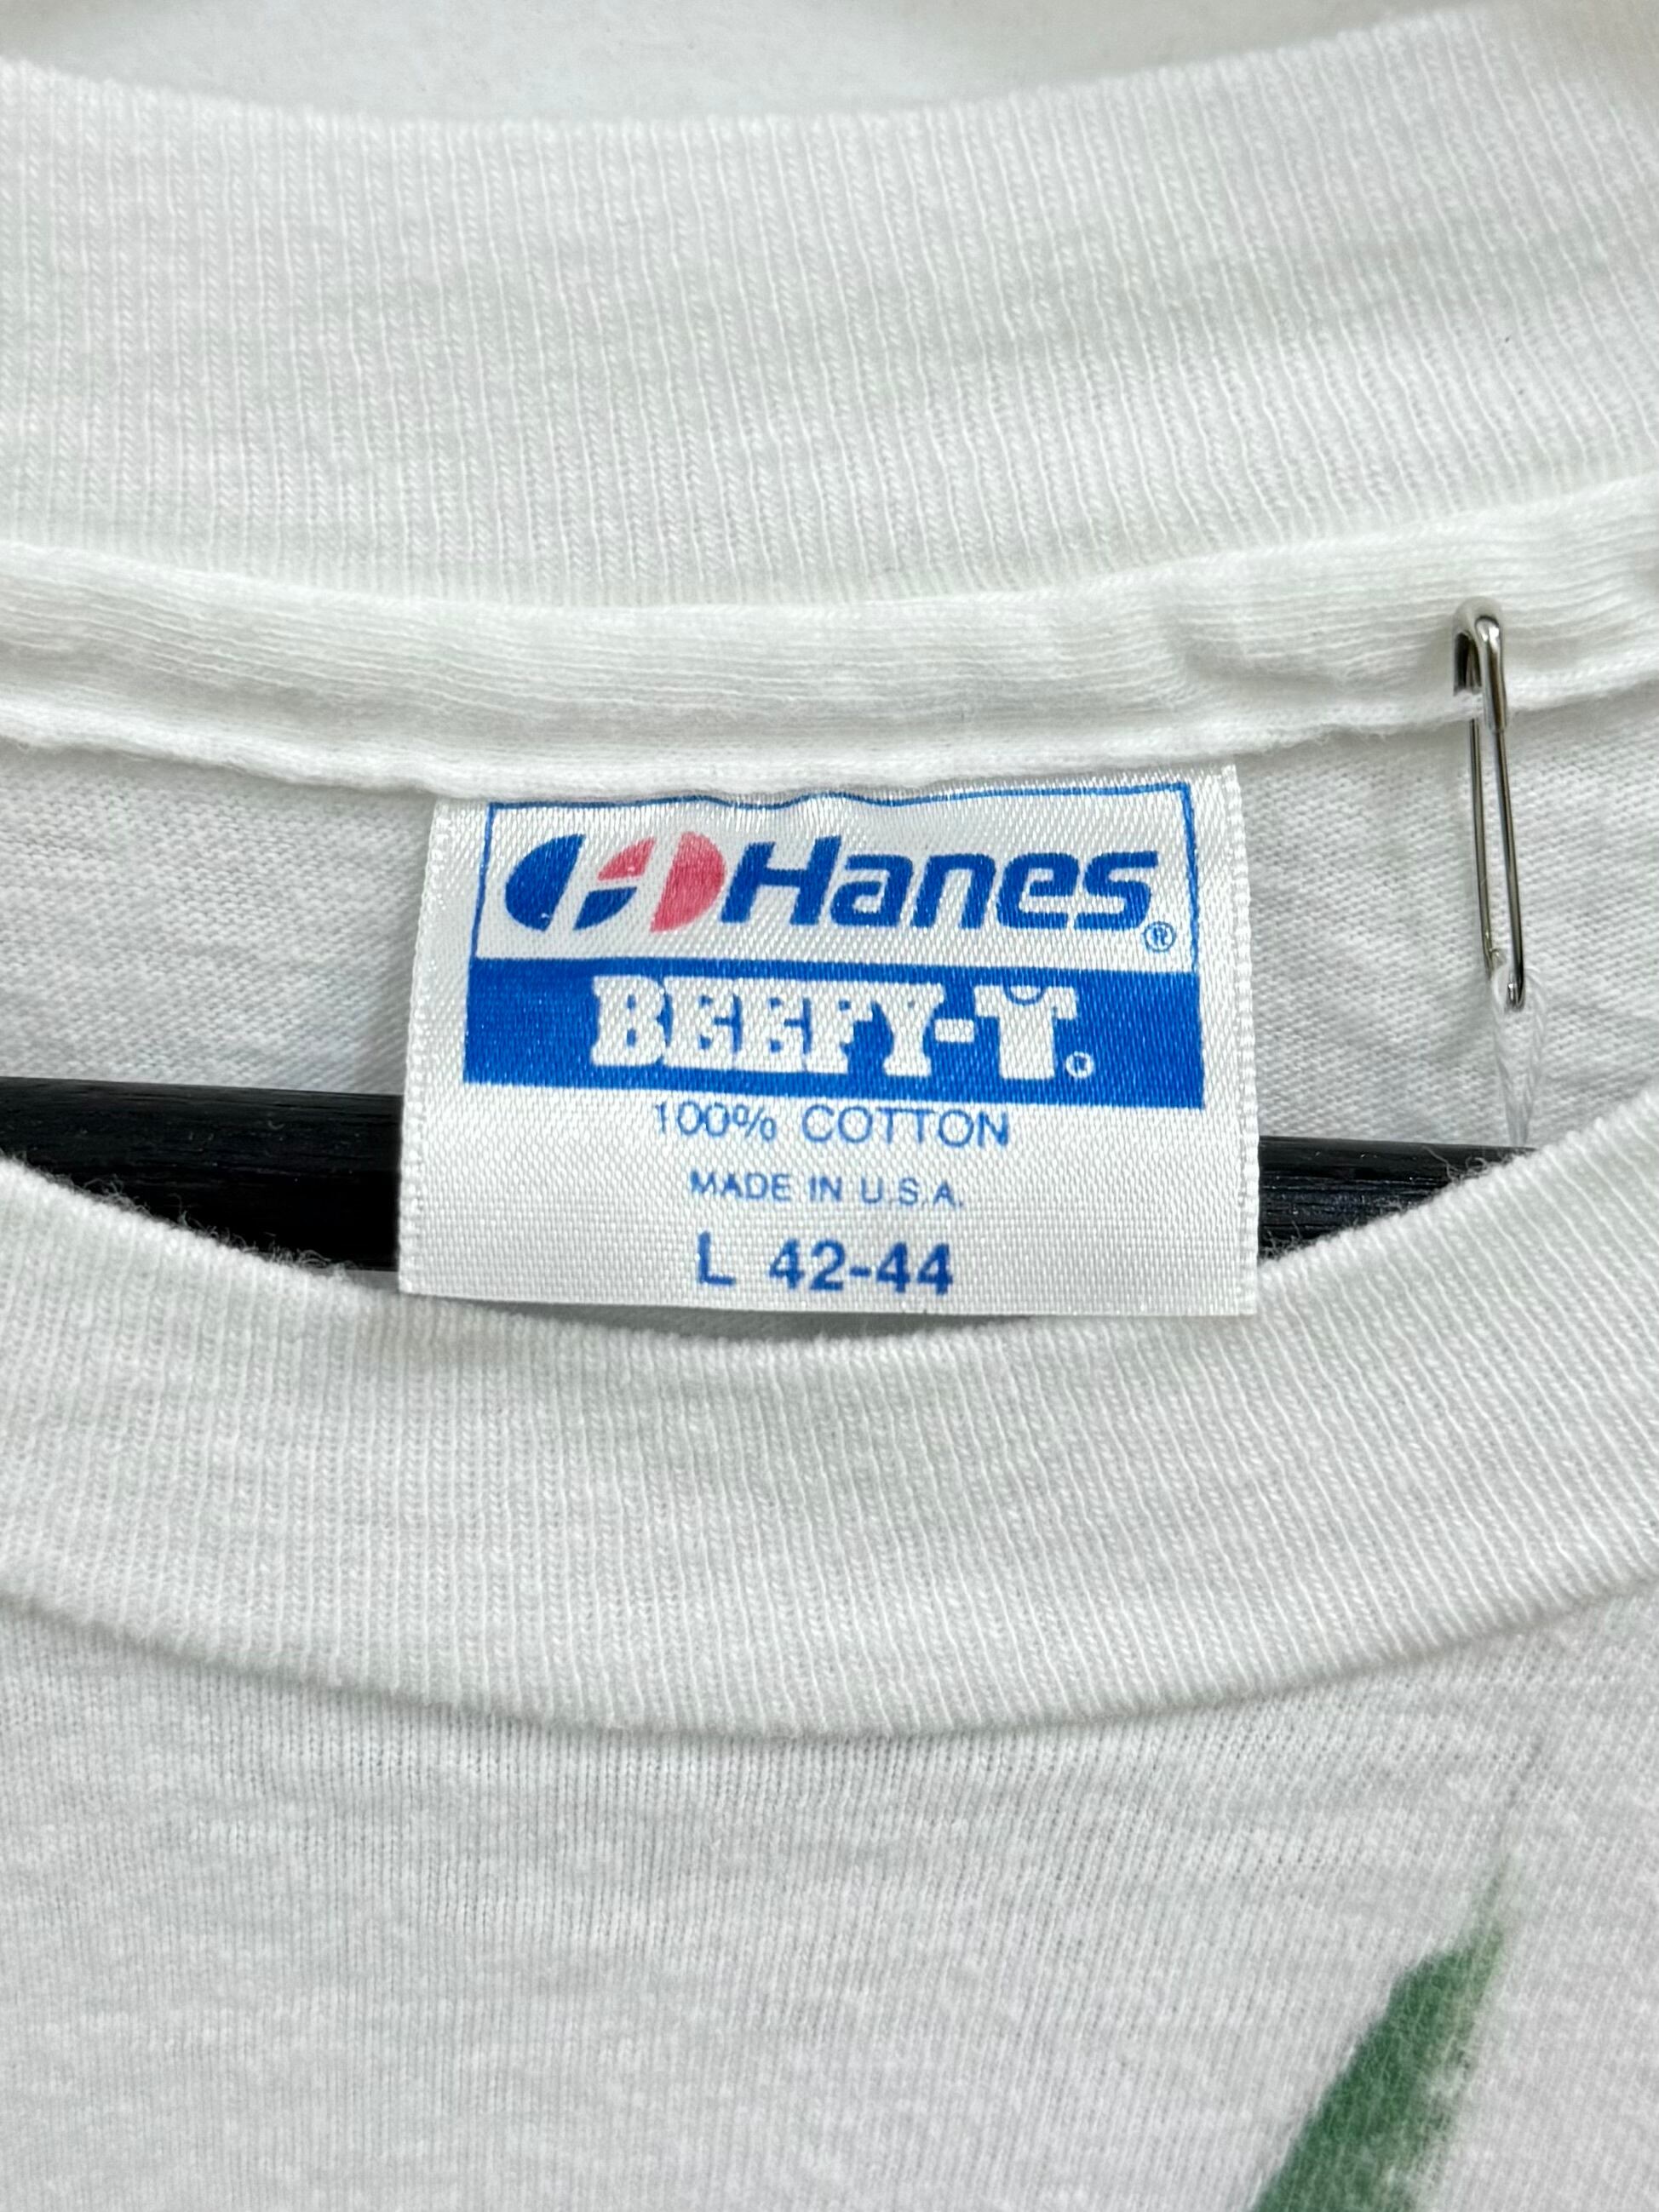 Hanes®
BEEFY-T®
100% COTTON
MADE IN U.S.A.
L 42-44